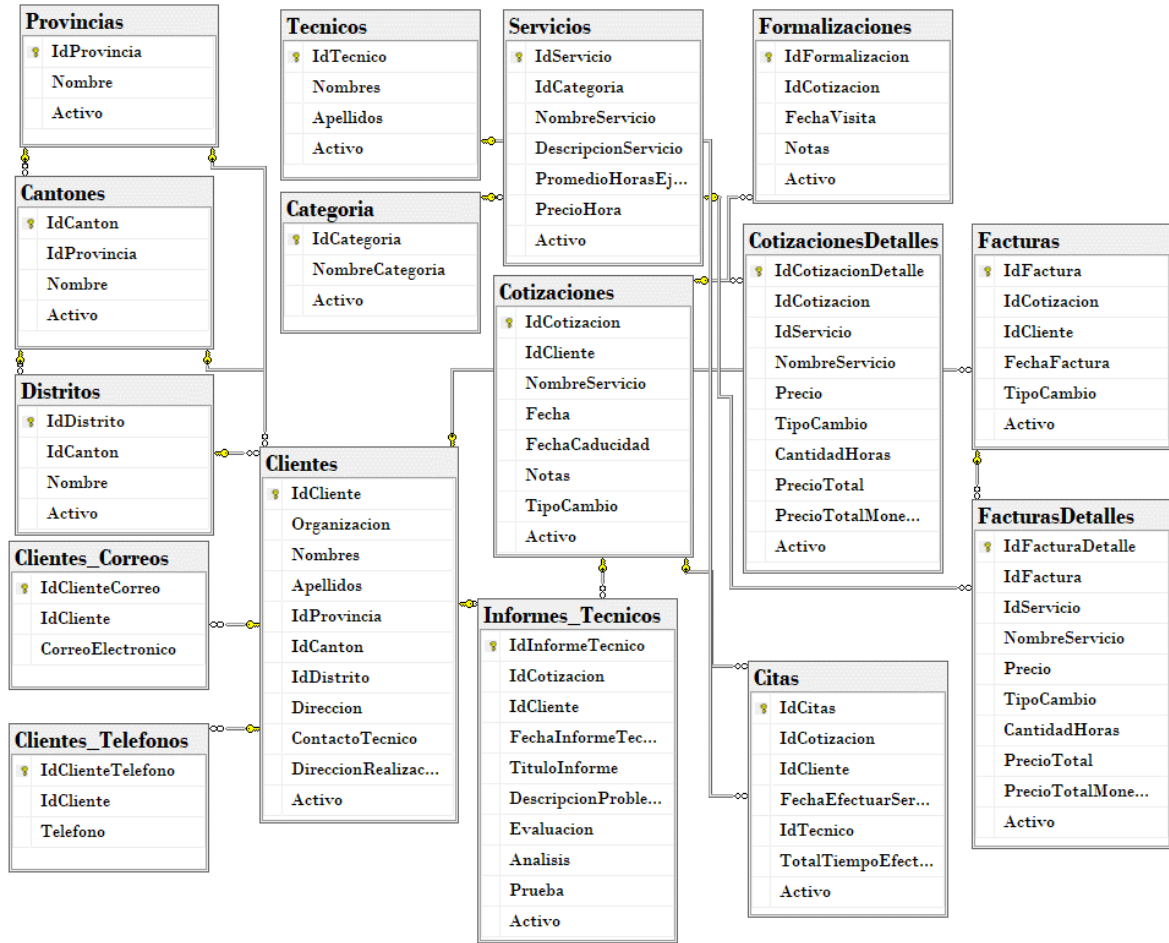 Provincias
IdProvincia
Nombre
Activo
Cantones
IdCanton
IdProvincia
Nombre
Activo
Distritos
IdDistrito
IdCanton
Nombre
Activo
Clientes_Correos
IdClienteCorreo
IdCliente
CorreoElectronico
Clientes_Telefonos
IdClienteTelefono
IdCliente
Telefono
Tecnicos
IdTecnico
Nombres
Apellidos
Activo
Categoria
IdCategoria
NombreCategoria
Activo
Clientes
IdCliente
Organizacion
Nombres
Apellidos
IdProvincia
IdCanton
IdDistrito
Direccion
ContactoTecnico
DireccionRealizac...
Activo
Servicios
IdServicio
IdCategoria
NombreServicio
DescripcionServicio
PromedioHorasEj...
PrecioHora
Activo
Cotizaciones
IdCotizacion
IdCliente
NombreServicio
Fecha
FechaCaducidad
Notas
TipoCambio
Activo
Informes_Tecnicos
IdInformeTecnico
IdCotizacion
IdCliente
FechaInformeTec...
TituloInforme
DescripcionProble...
Evaluacion
Analisis
Prueba
Activo
Formalizaciones
IdFormalizacion
IdCotizacion
FechaVisita
Notas
Activo
CotizacionesDetalles
IdCotizacionDetalle
IdCotizacion
IdServicio
NombreServicio
Precio
TipoCambio
CantidadHoras
PrecioTotal
PrecioTotalMone...
Activo
Citas
IdCitas
IdCotizacion
IdCliente
FechaEfectuarSer...
IdTecnico
TotalTiempoEfect...
Activo
Facturas
IdFactura
IdCotizacion
IdCliente
FechaFactura
TipoCambio
Activo
FacturasDetalles
IdFacturaDetalle
IdFactura
IdServicio
NombreServicio
Precio
TipoCambio
CantidadHoras
PrecioTotal
PrecioTotalMone...
Activo